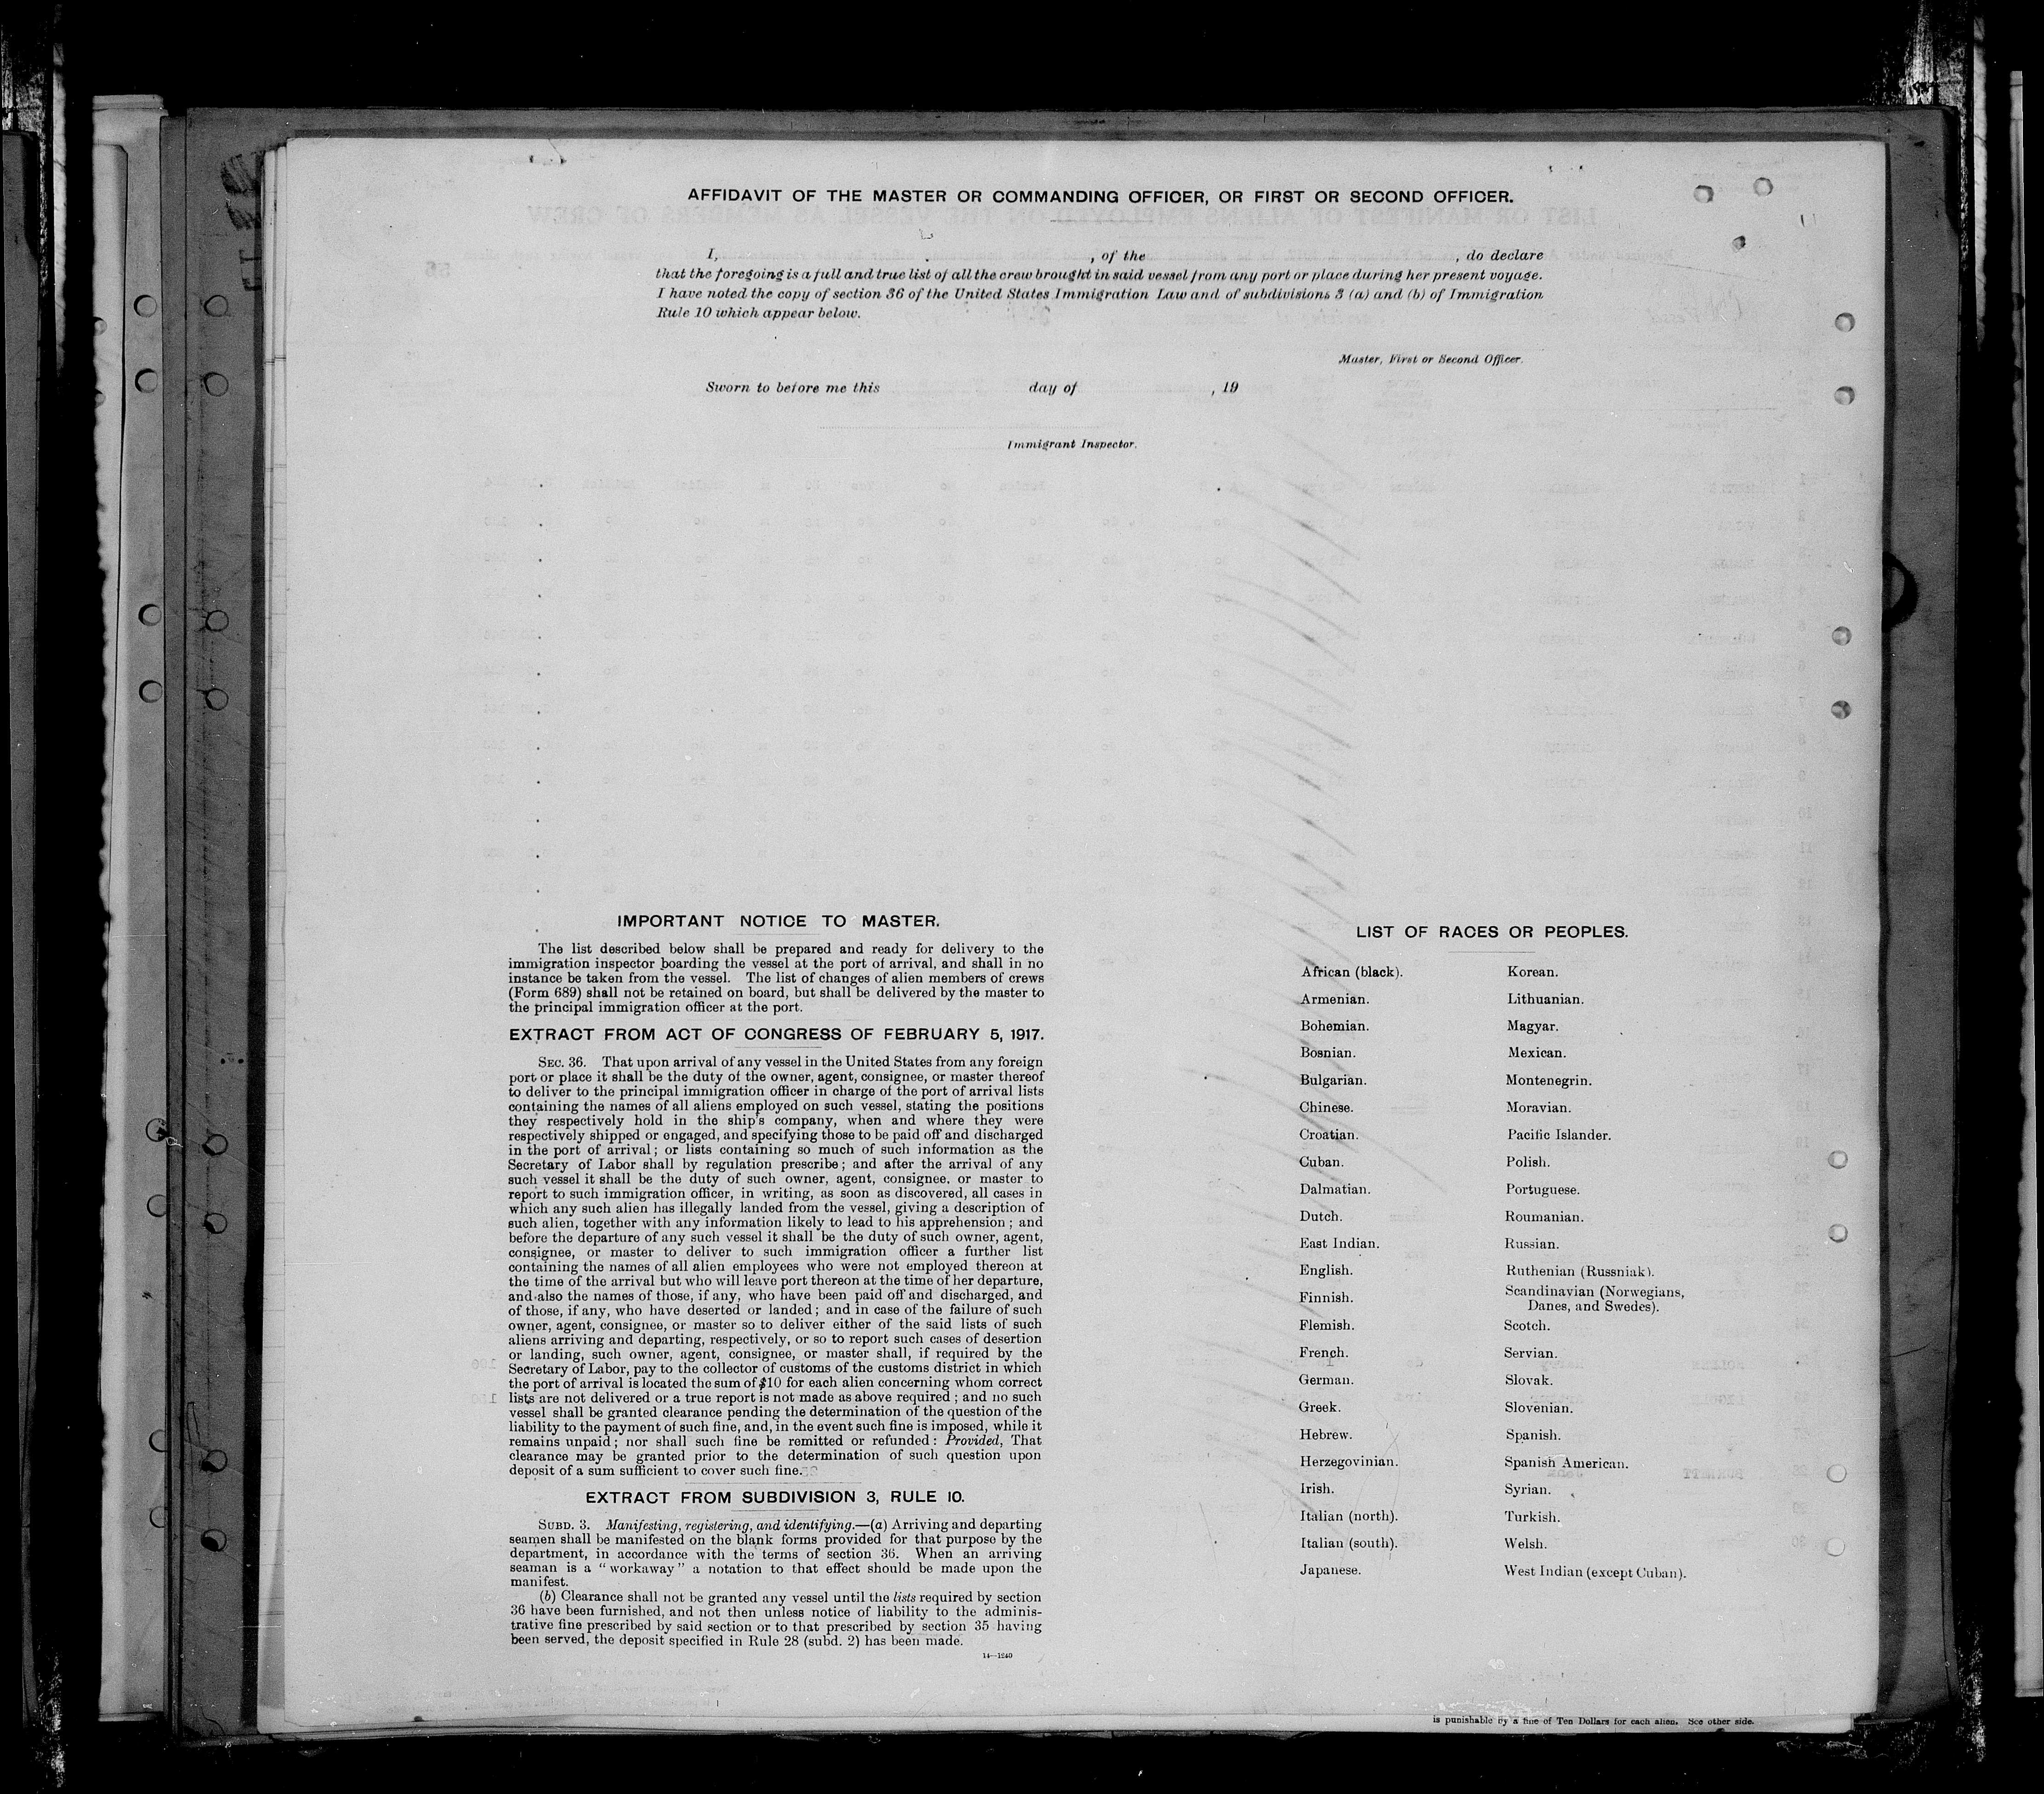 AFFIDAVIT OF THE MASTER OR COMMANDING OFFICER, OR FIRST OR SECOND OFFICER.
I, , of the , do declare
that the foregoing is a full and true list of all the crew brought in said vessel from any port or place during her present voyage.
I have noted the copy of section 36 of the United States Immigration Law and of subdivisions 3 (a) and (b) of Immigration
Rule 10 which appear below.
Master, First or Second Officer.
Sworn to before me this day of , 19
Immigrant Inspector.
IMPORTANT NOTICE TO MASTER.
The list described below shall be prepared and ready for delivery to the
immigration inspector boarding the vessel at the port of arrival, and shall in no
instance be taken from the vessel. The list of changes of alien members of crews
(Form 689) shall not be retained on board, but shall be delivered by the master to
the principal immigration officer at the port.
EXTRACT FROM ACT OF CONGRESS OF FEBRUARY 5, 1917.
SEC. 36. That upon arrival of any vessel in the United States from any foreign
port or place it shall be the duty of the owner, agent, consignee, or master thereof
to deliver to the principal immigration officer in charge of the port of arrival lists
containing the names of all aliens employed on such vessel, stating the positions
they respectively hold in the ship's company, when and where they were
respectively shipped or engaged, and specifying those to be paid off and discharged
in the port of arrival; or lists containing so much of such information as the
Secretary of Labor shall by regulation prescribe; and after the arrival of any
such vessel it shall be the duty of such owner, agent, consignee, or master to
report to such immigration officer, in writing, as soon as discovered, all cases in
which any such alien has illegally landed from the vessel, giving a description of
such alien, together with any information likely to lead to his apprehension; and
before the departure of any such vessel it shall be the duty of such owner, agent,
consignee, or master to deliver to such immigration officer a further list
containing the names of all alien employees who were not employed thereon at
the time of the arrival but who will leave port thereon at the time of her departure,
and also the names of those, if any, who have been paid off and discharged, and
of those, if any, who have deserted or landed; and in case of the failure of such
owner, agent, consignee, or master so to deliver either of the said lists of such
aliens arriving and departing, respectively, or so to report such cases of desertion
or landing, such owner, agent, consignee, or master shall, if required by the
Secretary of Labor, pay to the collector of customs of the customs district in which
the port of arrival is located the sum of $10 for each alien concerning whom correct
lists are not delivered or a true report is not made as above required; and no such
vessel shall be granted clearance pending the determination of the question of the
liability to the payment of such fine, and, in the event such fine is imposed, while it
remains unpaid; nor shall such fine be remitted or refunded: Provided, That
clearance may be granted prior to the determination of such question upon
deposit of a sum sufficient to cover such fine.
EXTRACT FROM SUBDIVISION 3, RULE 10.
SUBD. 3. Manifesting, registering, and identifying.—(a) Arriving and departing
seamen shall be manifested on the blank forms provided for that purpose by the
department, in accordance with the terms of section 36. When an arriving
seaman is a "workaway" a notation to that effect should be made upon the
manifest.
(b) Clearance shall not be granted any vessel until the lists required by section
36 have been furnished, and not then unless notice of liability to the adminis-
trative fine prescribed by said section or to that prescribed by section 35 having
been served, the deposit specified in Rule 28 (subd. 2) has been made.
14—1240
LIST OF RACES OR PEOPLES.
African (black).
Armenian.
Bohemian.
Bosnian.
Bulgarian.
Chinese.
Croatian.
Cuban.
Dalmatian.
Dutch.
East Indian.
English.
Finnish.
Flemish.
French.
German.
Greek.
Hebrew.
Herzegovinian.
Irish.
Italian (north).
Italian (south).
Japanese.
Korean.
Lithuanian.
Magyar.
Mexican.
Montenegrin.
Moravian.
Pacific Islander.
Polish.
Portuguese.
Roumanian.
Russian.
Ruthenian (Russniak).
Scandinavian (Norwegians,
Danes, and Swedes).
Scotch.
Servian.
Slovak.
Slovenian.
Spanish.
Spanish American.
Syrian.
Turkish.
Welsh.
West Indian (except Cuban).
is punishable by a fine of Ten Dollars for each alien. See other side.